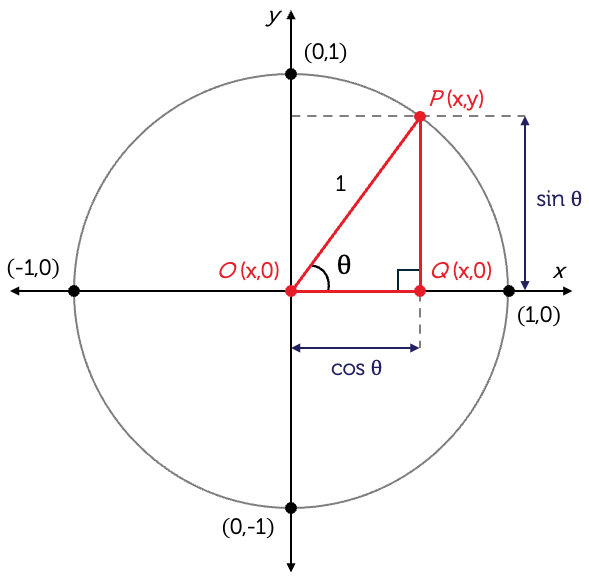 y
(0,1)
P (x,y)
1
sin θ
(-1,0)
O (x,0)
θ
Q (x,0)
x
(1,0)
cos θ
(0,-1)